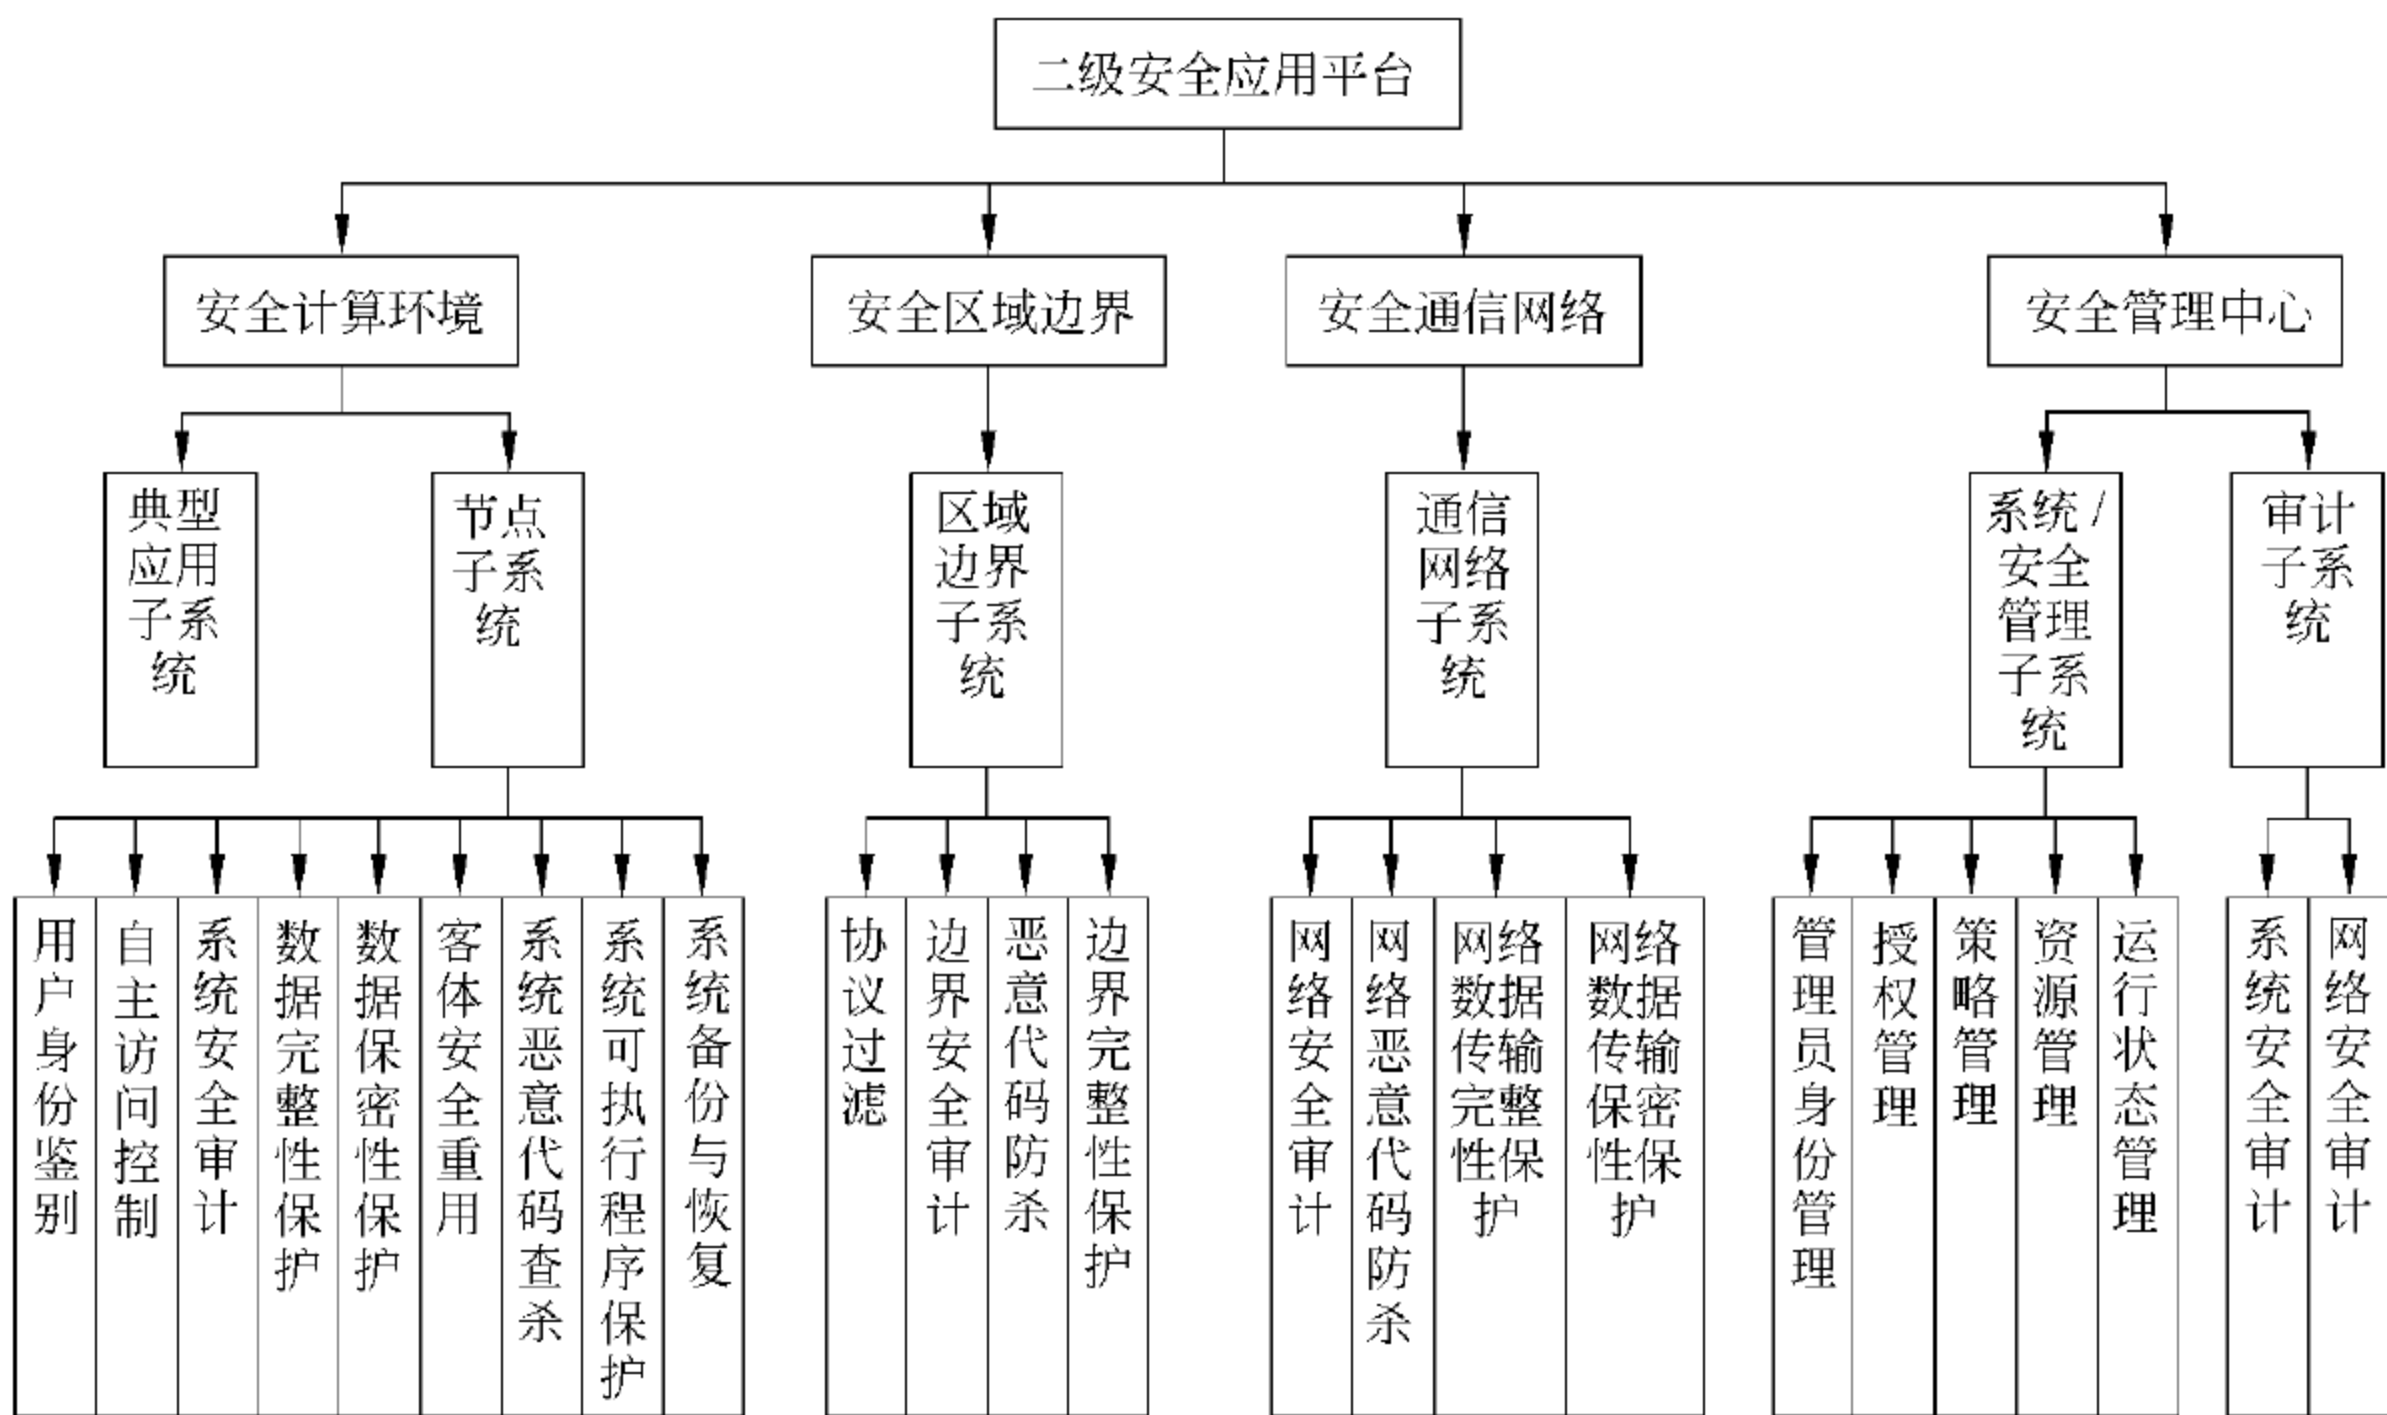 二级安全应用平台
安全计算环境
安全区域边界
安全通信网络
安全管理中心
典型
应用
子系
统
节点
子系
统
区域
边界
子系
统
通信
网络
子系
统
系统/
安全
管理
子系
统
审计
子系
统
用户身份鉴别
自主访问控制
系统安全审计
数据完整性保护
数据保密性保护
客体安全重用
系统恶意代码查杀
系统可执行程序保护
系统备份与恢复
协议过滤
边界安全审计
恶意代码防杀
边界完整性保护
网络安全审计
网络恶意代码防杀
网络
数据
传输
完整
性保
护
网络
数据
传输
保密
性保
护
管理员身份管理
授权管理
策略管理
资源管理
运行状态管理
系统安全审计
网络安全审计